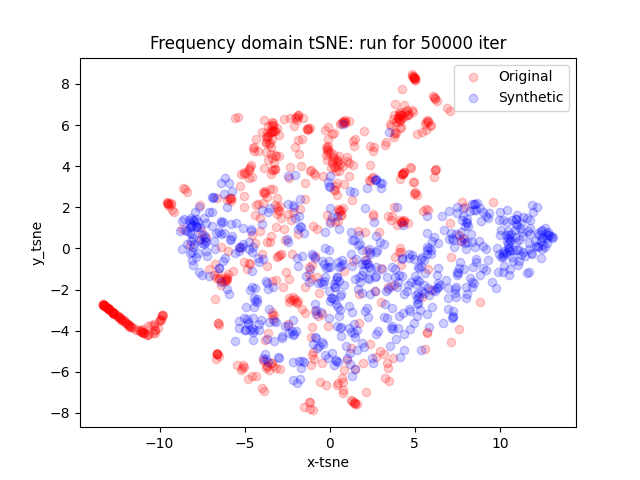 Frequency domain tSNE: run for 50000 iter
Original
Synthetic
y_tsne
8
6
4
2
0
−2
−4
−6
−8
−10
−5
0
5
10
x-tsne